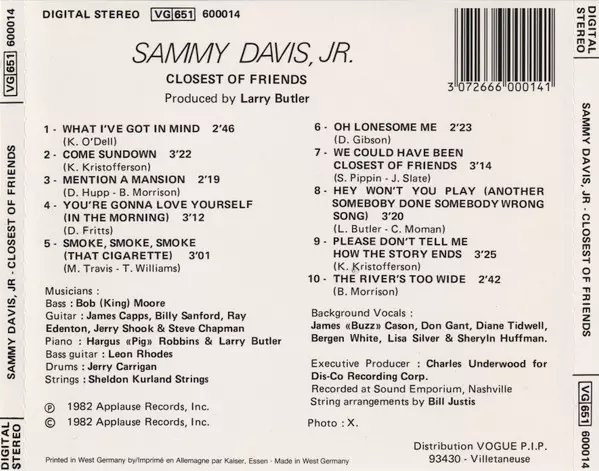 DIGITAL STEREO VG 651 600014
SAMMY DAVIS, JR.
CLOSEST OF FRIENDS
Produced by Larry Butler
3 072666 000141
1 - WHAT I'VE GOT IN MIND 2'46
(K. O'Dell)
2 - COME SUNDOWN 3'22
(K. Kristofferson)
3 - MENTION A MANSION 2'19
(D. Hupp - B. Morrison)
4 - YOU'RE GONNA LOVE YOURSELF
(IN THE MORNING) 3'12
(D. Fritts)
5 - SMOKE, SMOKE, SMOKE
(THAT CIGARETTE) 3'01
(M. Travis - T. Williams)
6 - OH LONESOME ME 2'23
(D. Gibson)
7 - WE COULD HAVE BEEN
CLOSEST OF FRIENDS 3'14
(S. Pippin - J. Slate)
8 - HEY WON'T YOU PLAY (ANOTHER
SOMEBODY DONE SOMEBODY WRONG
SONG) 3'20
(L. Butler - C. Moman)
9 - PLEASE DON'T TELL ME
HOW THE STORY ENDS 3'25
(K. Kristofferson)
10 - THE RIVER'S TOO WIDE 2'42
(B. Morrison)
Musicians :
Bass : Bob (King) Moore
Guitar : James Capps, Billy Sanford, Ray
Edenton, Jerry Shook & Steve Chapman
Piano : Hargus «Pig» Robbins & Larry Butler
Bass guitar : Leon Rhodes
Drums : Jerry Carrigan
Strings : Sheldon Kurland Strings
Ⓟ 1982 Applause Records, Inc.
© 1982 Applause Records, Inc.
Printed in West Germany by/Imprimé en Allemagne par Kaiser, Essen - Made in West Germany
Background Vocals :
James «Buzz» Cason, Don Gant, Diane Tidwell,
Bergen White, Lisa Silver & Sheryln Huffman.
Executive Producer : Charles Underwood for
Dis-Co Recording Corp.
Recorded at Sound Emporium, Nashville
String arrangements by Bill Justis
Photo : X.
Distribution VOGUE P.I.P.
93430 - Villetaneuse
DIGITAL STEREO
SAMMY DAVIS, JR - CLOSEST OF FRIENDS
VG 651 600014
DIGITAL STEREO
SAMMY DAVIS, JR - CLOSEST OF FRIENDS
VG 651 600014